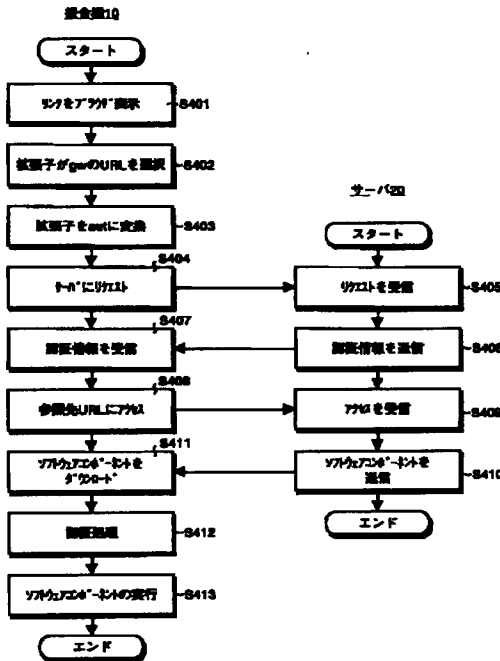 スタート
リンクをブラウザ表示
S401
拡張子がgwのURLを選択
S402
拡張子をautに変換
S403
S404
サーバにリクエスト
S407
認証情報を受信
S408
参照先URLにアクセス
S411
ソフトウェアコンポーネントを
ダウンロード
認証処理
S412
ソフトウェアコンポーネントの実行
S413
エンド
サーバ20
スタート
リクエストを受信
S405
認証情報を送信
S406
アクセスを受信
S409
ソフトウェアコンポーネントを
送信
S410
エンド